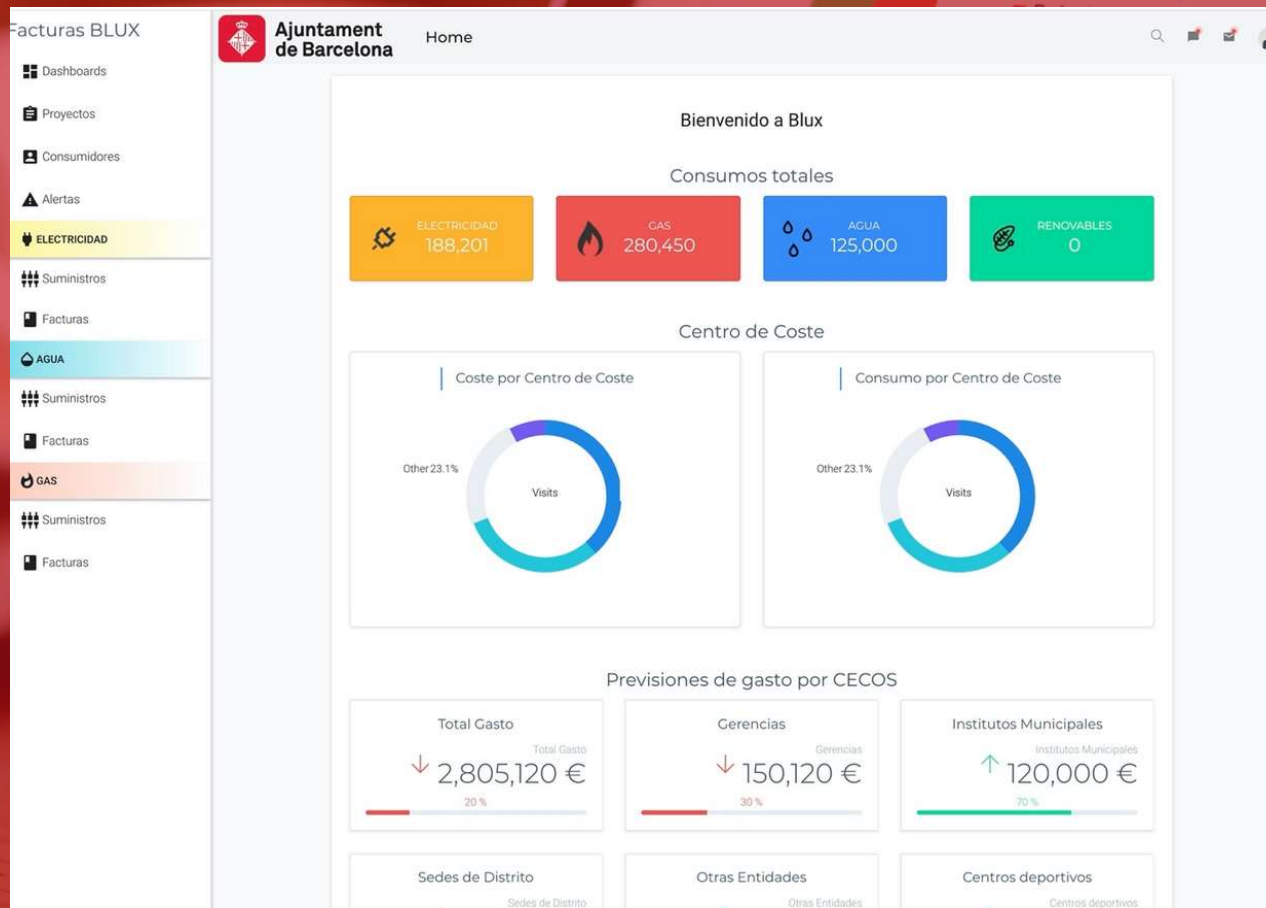 Facturas BLUX
Dashboards
Proyectos
Consumidores
Alertas
ELECTRICIDAD
Suministros
Facturas
AGUA
Suministros
Facturas
GAS
Suministros
Facturas
Ajuntament
de Barcelona
Home
Bienvenido a Blux
Consumos totales
ELECTRICIDAD
188,201
GAS
280,450
AGUA
125,000
RENOVABLES
0
Centro de Coste
Coste por Centro de Coste
Other 23.1%
Visits
Consumo por Centro de Coste
Other 23.1%
Visits
Previsiones de gasto por CECOS
Total Gasto
Total Gasto
2,805,120 €
20 %
Gerencias
Gerencias
150,120 €
30 %
Institutos Municipales
Institutos Municipales
120,000 €
70 %
Sedes de Distrito
Sedes de Distrito
Otras Entidades
Otras Entidades
Centros deportivos
Centros deportivos